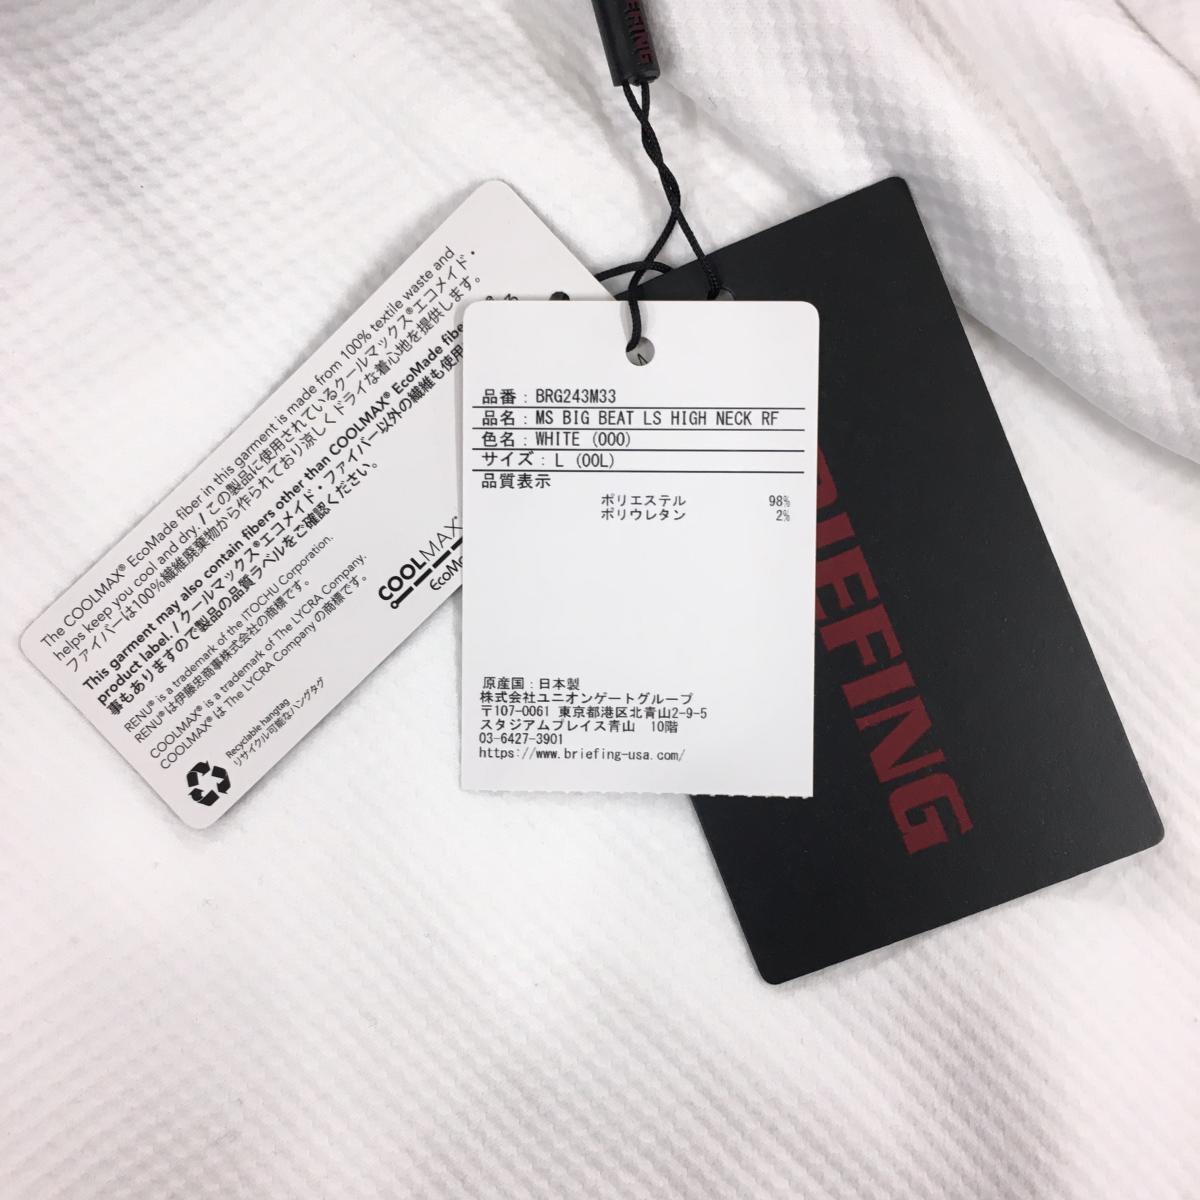 EFING
The COOLMAX® EcoMade fiber in this garment is made from 100% textile waste and
helps keep you cool and dry. / この製品に使用されているクールマックス®エコメイド・
ファイバーは100%繊維廃棄物から作られており涼しくドライな着心地を提供します。
This garment may also contain fibers other than COOLMAX® EcoMade
product label. / クールマックス®エコメイド・ファイバー以外の繊維も使用
事もありますので製品の品質ラベルをご確認ください。
RENU® is a trademark of the ITOCHU Corporation.
RENU® は伊藤忠商事株式会社の商標です。
COOLMAX® is a trademark of The LYCRA Company.
COOLMAX® は The LYCRA Companyの商標です。
COOLMAX
Recyclable hangtag
リサイクル可能なハングタグ
品番:BRG243M33
品名:MS BIG BEAT LS HIGH NECK RF
色名:WHITE (000)
サイズ:L (00L)
品質表示
ポリエステル 98%
ポリウレタン 2%
原産国:日本製
株式会社ユニオンゲートグループ
〒107-0061 東京都港区北青山2-9-5
スタジアムプレイス青山 10階
03-6427-3901
https://www.briefing-usa.com/
RIEFING